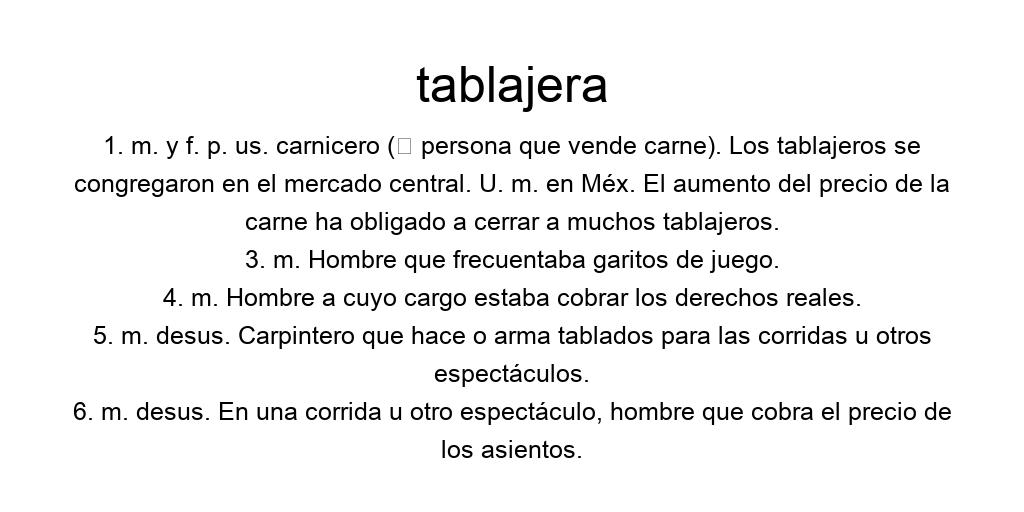 tablajera
1. m. y f. p. us. carnicero (▯ persona que vende carne). Los tablajeros se
congregaron en el mercado central. U. m. en Méx. El aumento del precio de la
carne ha obligado a cerrar a muchos tablajeros.
3. m. Hombre que frecuentaba garitos de juego.
4. m. Hombre a cuyo cargo estaba cobrar los derechos reales.
5. m. desus. Carpintero que hace o arma tablados para las corridas u otros
espectáculos.
6. m. desus. En una corrida u otro espectáculo, hombre que cobra el precio de
los asientos.